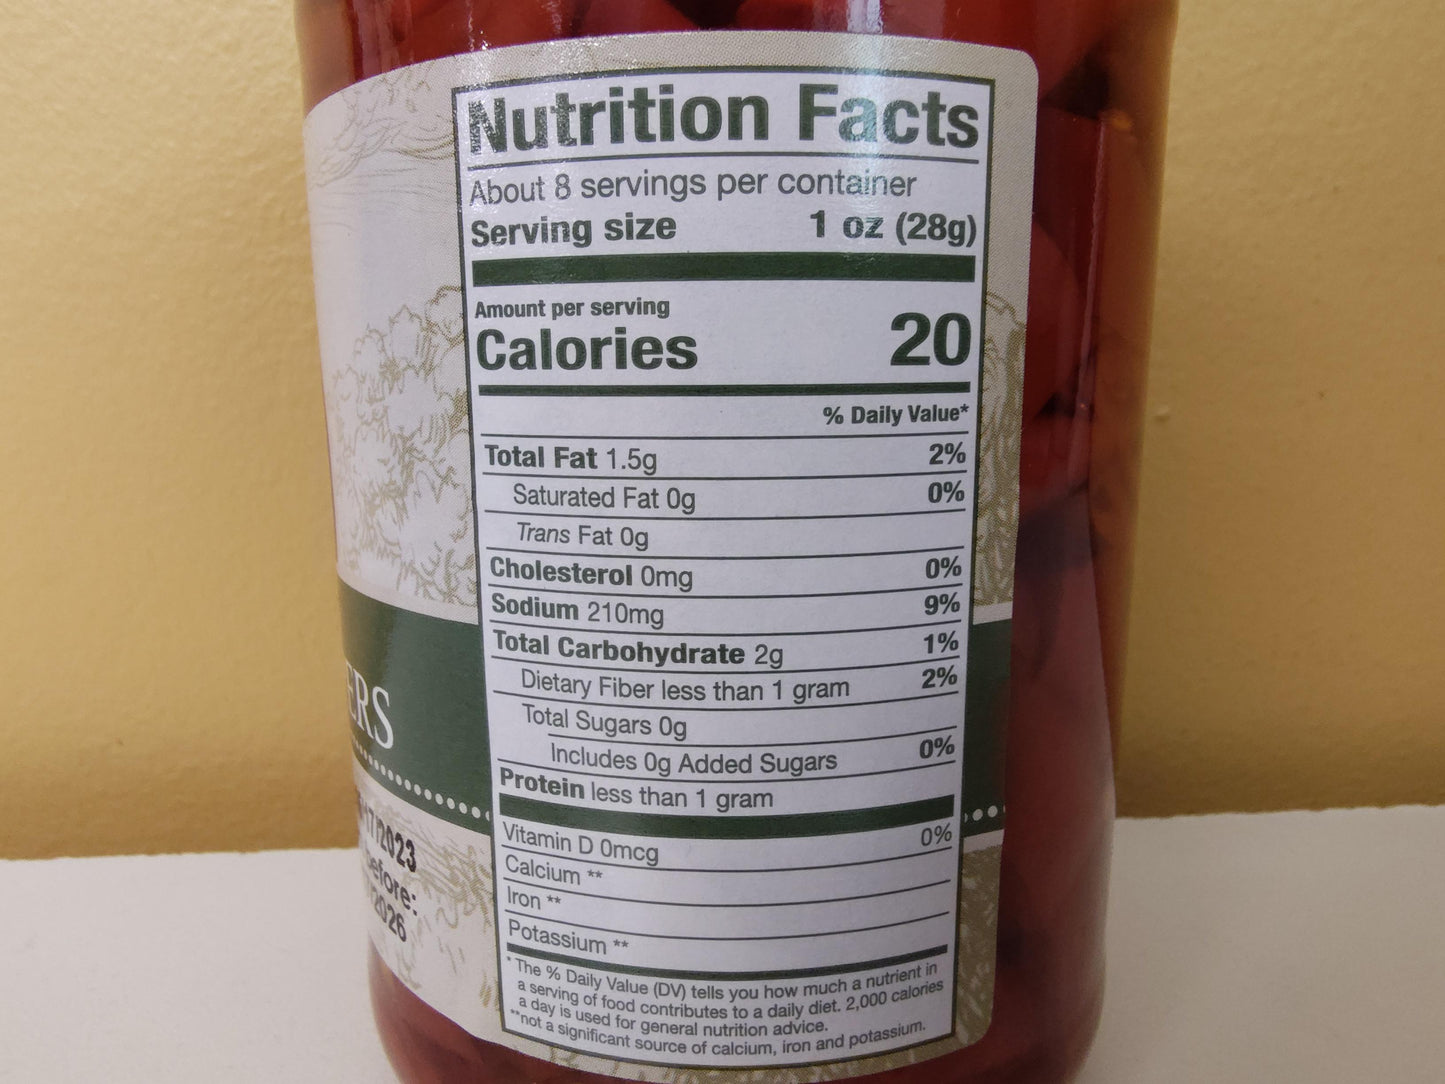 Nutrition Facts
About 8 servings per container
Serving size 1 oz (28g)
Amount per serving
Calories 20
% Daily Value*
Total Fat 1.5g 2%
Saturated Fat 0g 0%
Trans Fat 0g
Cholesterol 0mg 0%
Sodium 210mg 9%
Total Carbohydrate 2g 1%
Dietary Fiber less than 1 gram 2%
Total Sugars 0g
Includes 0g Added Sugars 0%
Protein less than 1 gram
Vitamin D 0mcg 0%
Calcium **
Iron **
Potassium **
* The % Daily Value (DV) tells you how much a nutrient in
a serving of food contributes to a daily diet. 2,000 calories
a day is used for general nutrition advice.
**not a significant source of calcium, iron and potassium.
ERS
17/2023
efore:
/2026